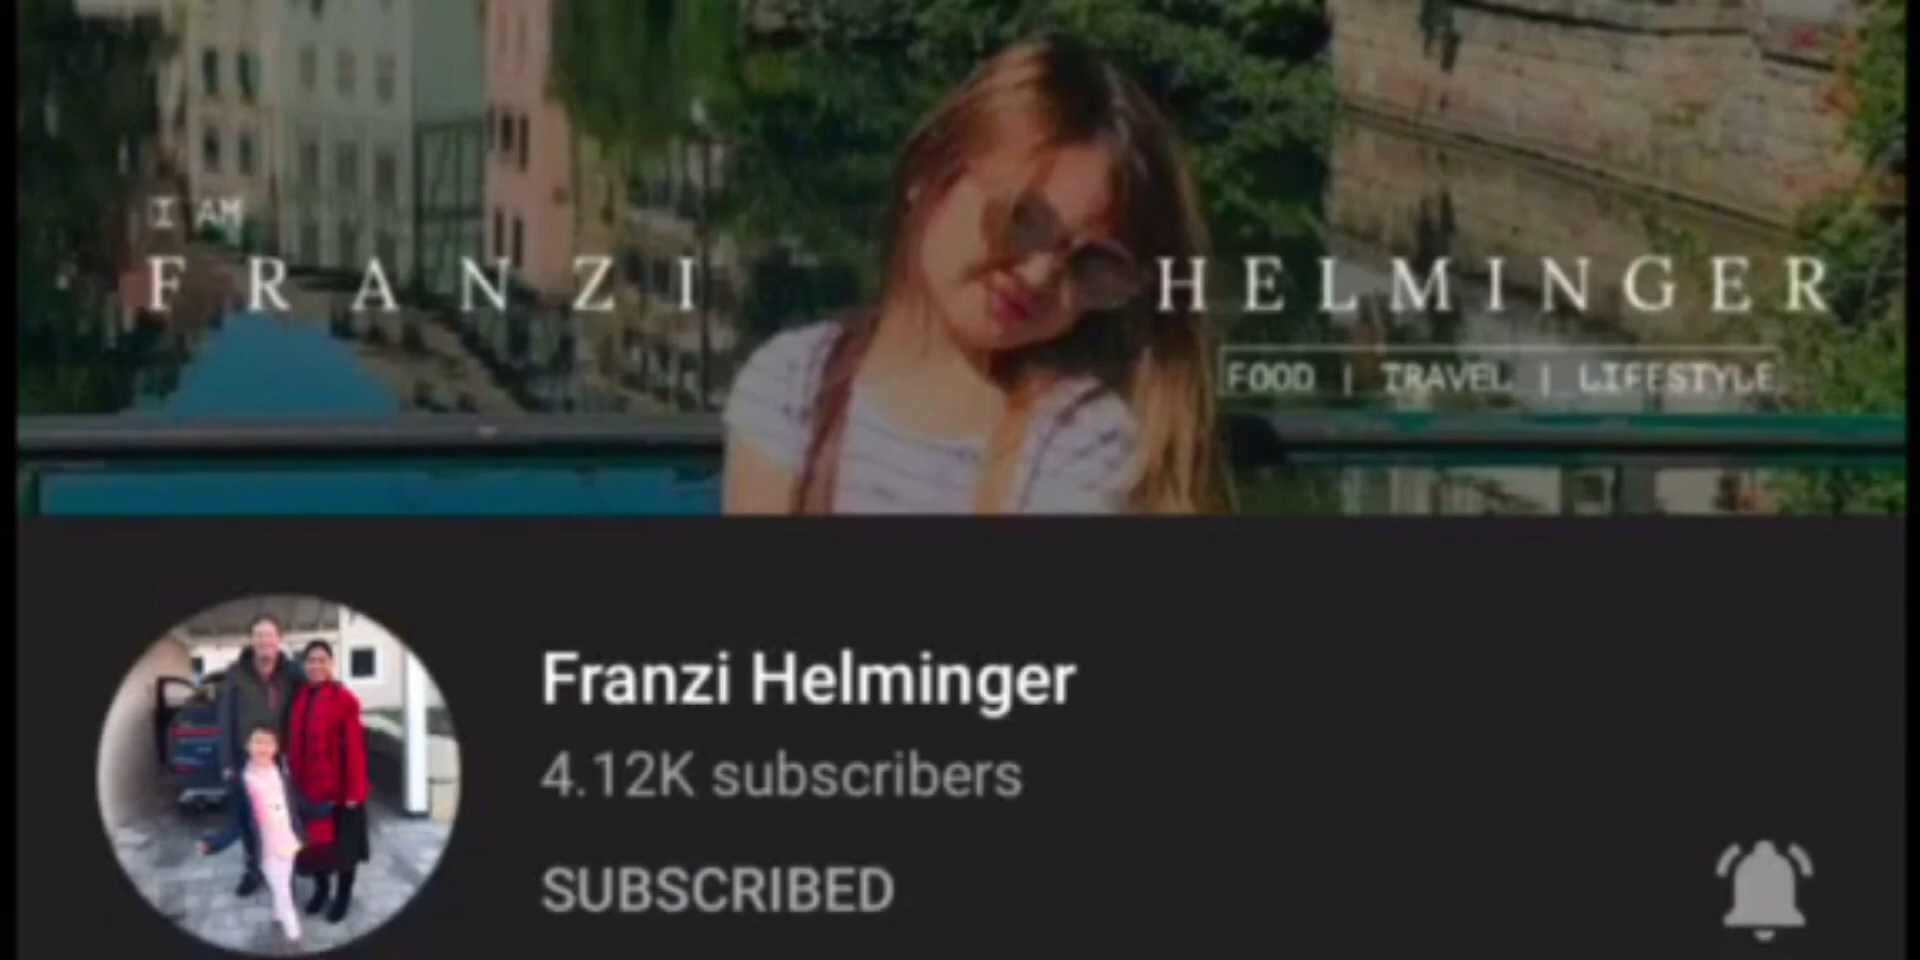 I AM
FRANZI HELMINGER
FOOD | TRAVEL | LIFESTYLE
Franzi Helminger
4.12K subscribers
SUBSCRIBED